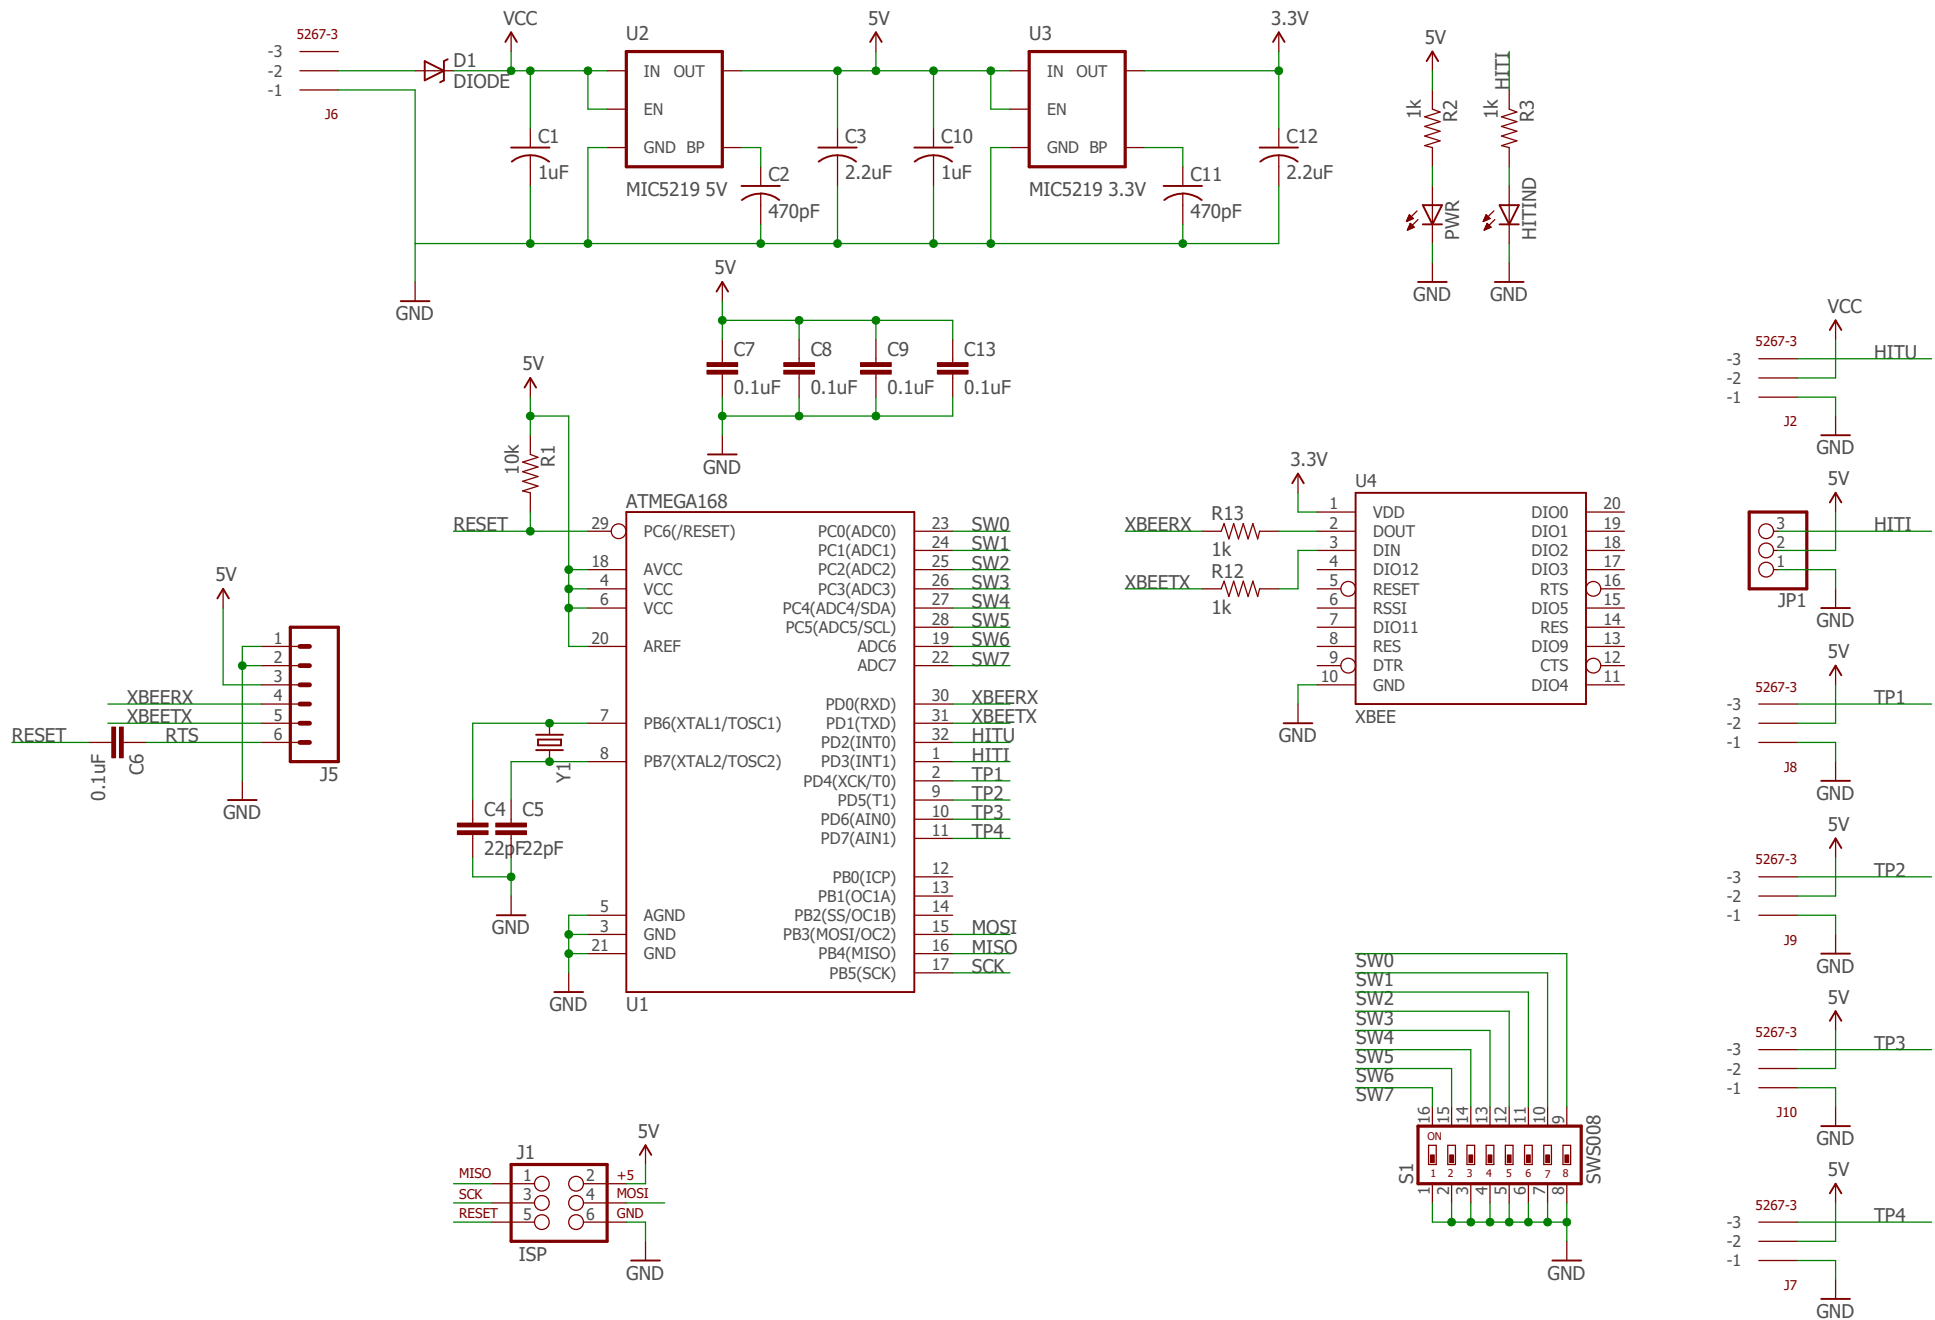 5267-3
-3
-2
-1
J6
D1
DIODE
VCC
C1
1uF
U2
IN OUT
EN
GND BP
MIC5219 5V
C2
470pF
5V
C3
2.2uF
C10
1uF
U3
IN OUT
EN
GND BP
MIC5219 3.3V
C11
470pF
3.3V
C12
2.2uF
GND
5V
1k
R2
PWR
GND
HITI
1k
R3
HITIND
GND
5V
C7
0.1uF
C8
0.1uF
C9
0.1uF
C13
0.1uF
GND
5V
10k
R1
RESET
ATMEGA168
29 PC6(/RESET)
18 AVCC
4 VCC
6 VCC
20 AREF
7 PB6(XTAL1/TOSC1)
8 PB7(XTAL2/TOSC2)
5 AGND
3 GND
21 GND
PC0(ADC0) 23 SW0
PC1(ADC1) 24 SW1
PC2(ADC2) 25 SW2
PC3(ADC3) 26 SW3
PC4(ADC4/SDA) 27 SW4
PC5(ADC5/SCL) 28 SW5
ADC6 19 SW6
ADC7 22 SW7
PD0(RXD) 30 XBEERX
PD1(TXD) 31 XBEETX
PD2(INT0) 32 HITU
PD3(INT1) 1 HITI
PD4(XCK/T0) 2 TP1
PD5(T1) 9 TP2
PD6(AIN0) 10 TP3
PD7(AIN1) 11 TP4
PB0(ICP) 12
PB1(OC1A) 13
PB2(SS/OC1B) 14
PB3(MOSI/OC2) 15 MOSI
PB4(MISO) 16 MISO
PB5(SCK) 17 SCK
U1
Y1
C4
22pF
C5
22pF
GND
GND
5V
1
2
3
XBEERX 4
XBEETX 5
RESET RTS 6
0.1uF
C6
J5
GND
3.3V
XBEERX
R13
1k
XBEETX
R12
1k
GND
U4
1 VDD DIO0 20
2 DOUT DIO1 19
3 DIN DIO2 18
4 DIO12 DIO3 17
5 RESET RTS 16
6 RSSI DIO5 15
7 DIO11 RES 14
8 RES DIO9 13
9 DTR CTS 12
10 GND DIO4 11
XBEE
VCC
5267-3
-3 HITU
-2
-1
J2
GND
5V
3 HITI
2
1
JP1
GND
5V
5267-3
-3 TP1
-2
-1
J8
GND
5V
5267-3
-3 TP2
-2
-1
J9
GND
5V
5267-3
-3 TP3
-2
-1
J10
GND
5V
5267-3
-3 TP4
-2
-1
J7
GND
SW0
SW1
SW2
SW3
SW4
SW5
SW6
SW7
16 15 14 13 12 11 10 9
ON
1 2 3 4 5 6 7 8
1 2 3 4 5 6 7 8
S1
SWS008
GND
J1
5V
MISO 1 2 +5
SCK 3 4 MOSI
RESET 5 6 GND
ISP
GND